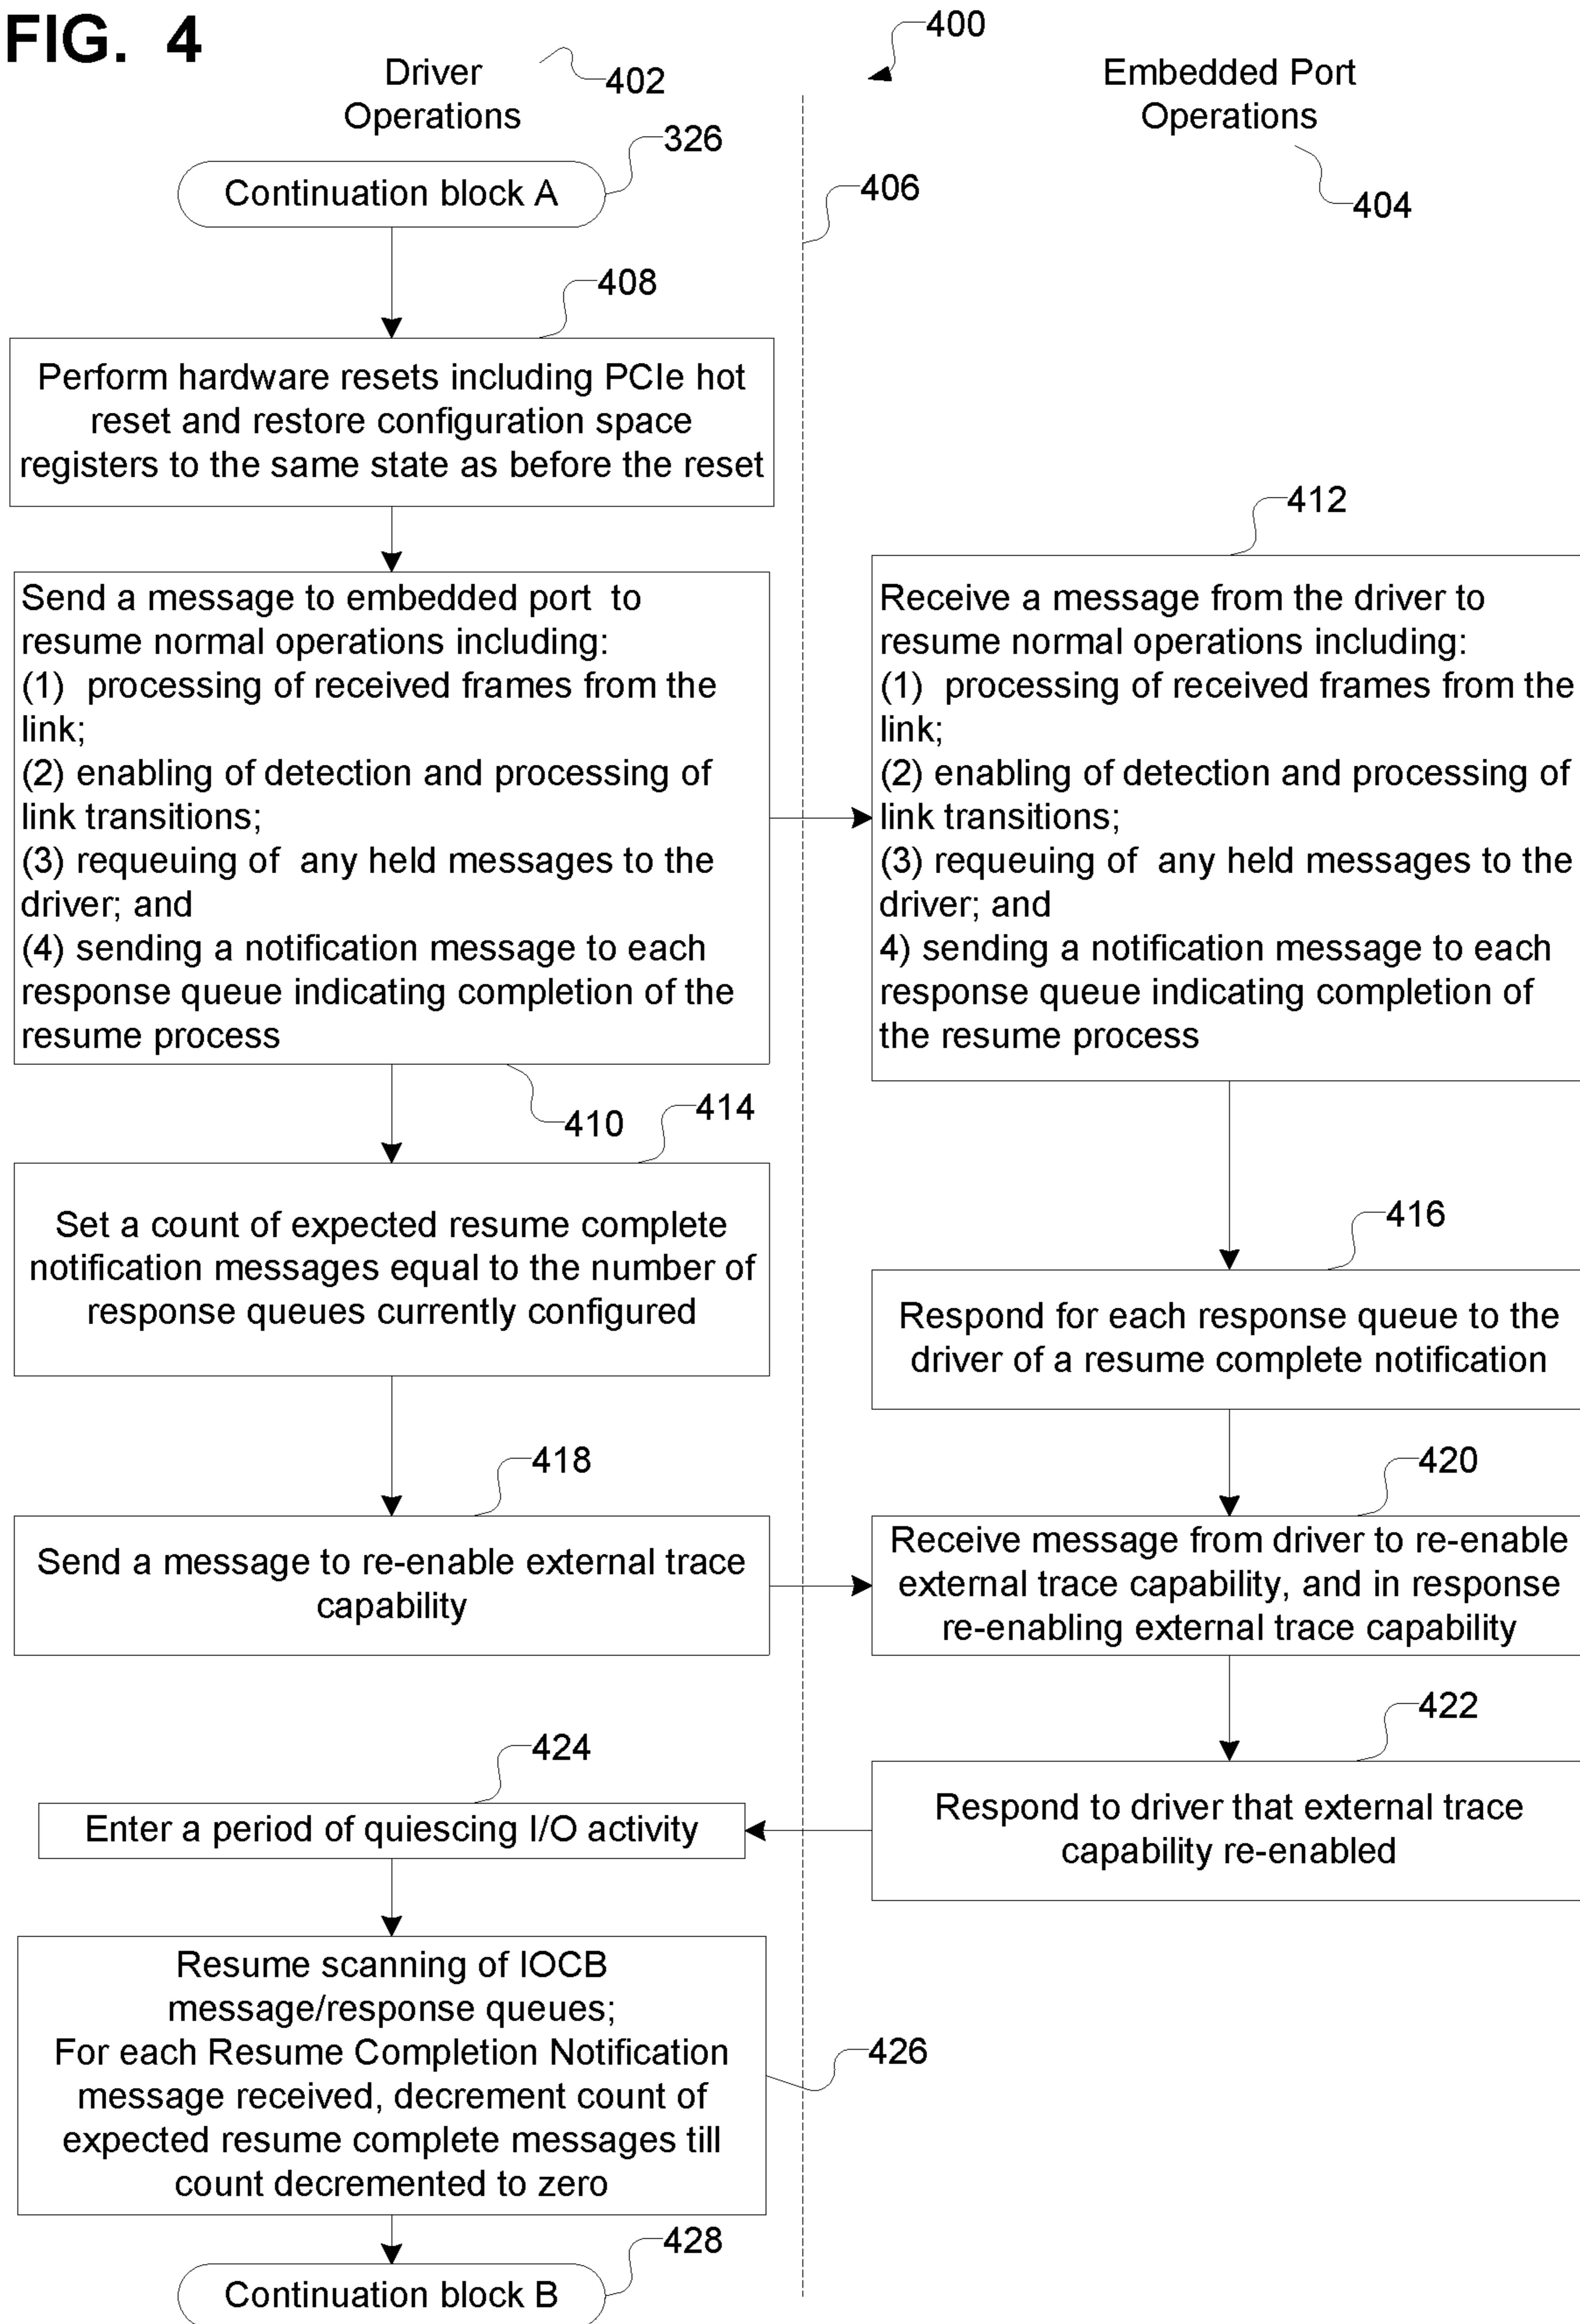 FIG. 4
400
Driver
Operations
402
Embedded Port
Operations
404
326
Continuation block A
406
408
Perform hardware resets including PCIe hot
reset and restore configuration space
registers to the same state as before the reset
412
Send a message to embedded port to
resume normal operations including:
(1) processing of received frames from the
link;
(2) enabling of detection and processing of
link transitions;
(3) requeuing of any held messages to the
driver; and
(4) sending a notification message to each
response queue indicating completion of the
resume process
410
Receive a message from the driver to
resume normal operations including:
(1) processing of received frames from the
link;
(2) enabling of detection and processing of
link transitions;
(3) requeuing of any held messages to the
driver; and
4) sending a notification message to each
response queue indicating completion of
the resume process
414
Set a count of expected resume complete
notification messages equal to the number of
response queues currently configured
416
Respond for each response queue to the
driver of a resume complete notification
418
Send a message to re-enable external trace
capability
420
Receive message from driver to re-enable
external trace capability, and in response
re-enabling external trace capability
422
Respond to driver that external trace
capability re-enabled
424
Enter a period of quiescing I/O activity
Resume scanning of IOCB
message/response queues;
For each Resume Completion Notification
message received, decrement count of
expected resume complete messages till
count decremented to zero
426
428
Continuation block B